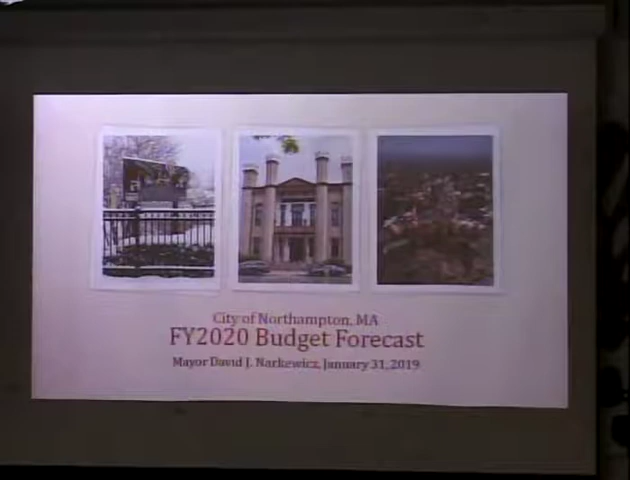 City of Northampton, MA
FY2020 Budget Forecast
Mayor David J. Narkewicz, January 31, 2019